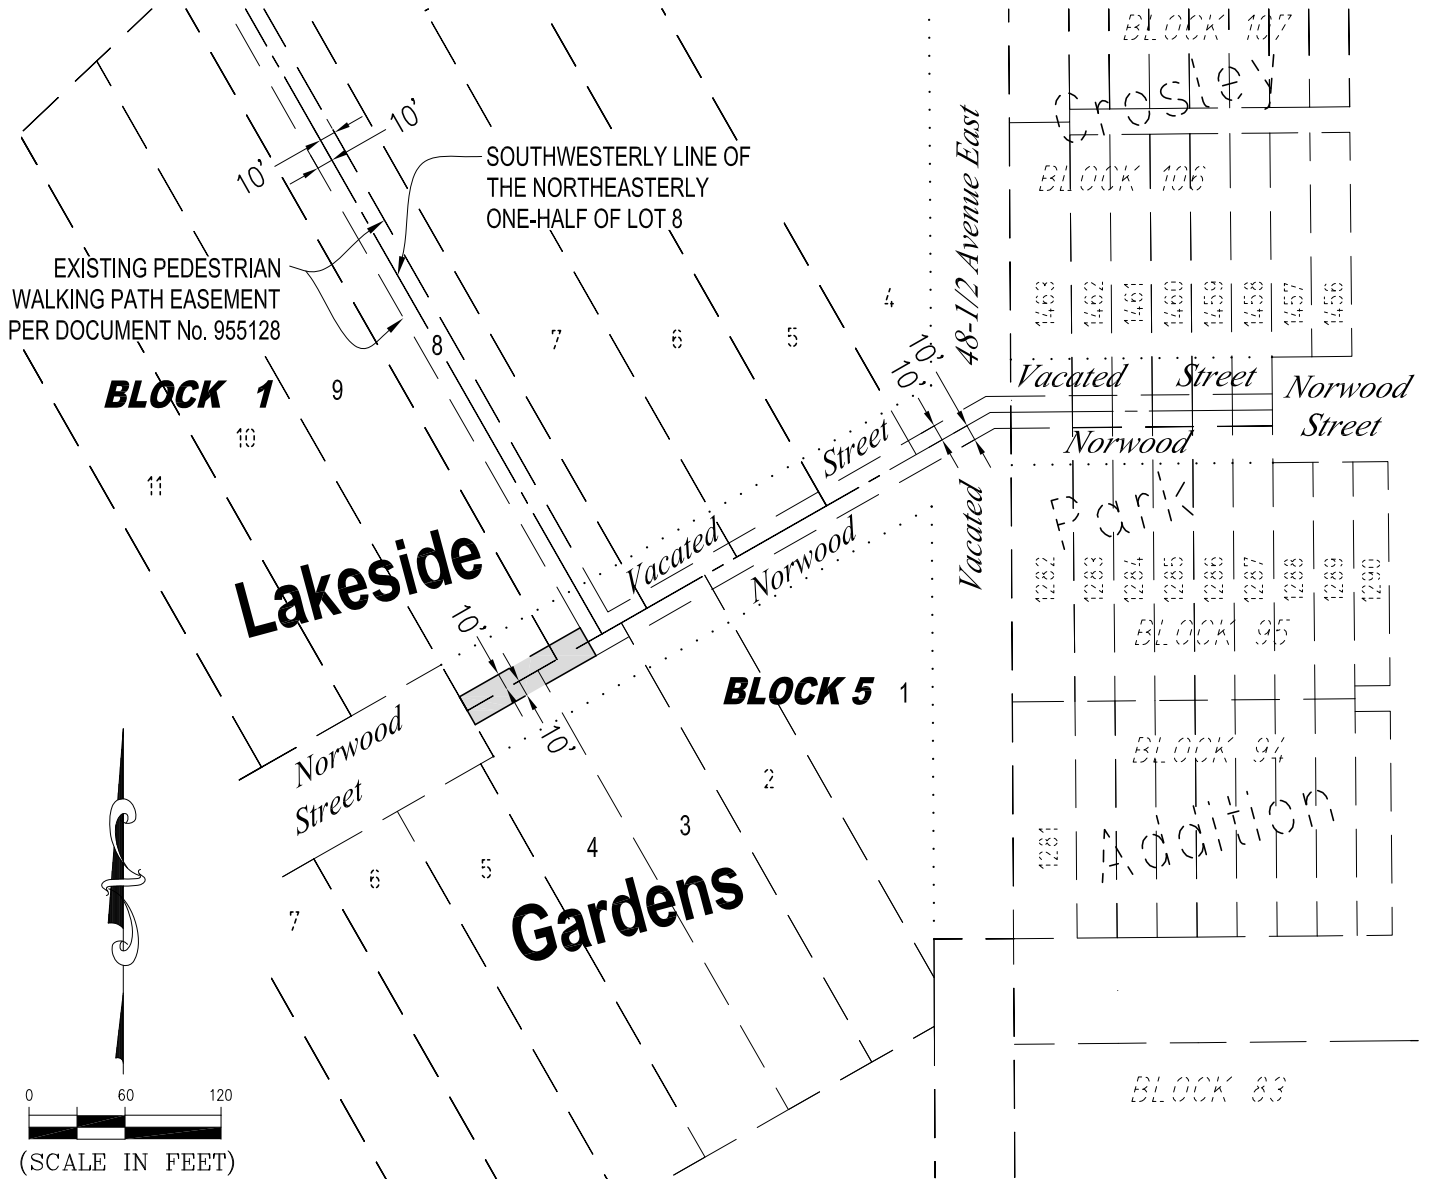 BLOCK 107
Crosley
10'
10'
SOUTHWESTERLY LINE OF
THE NORTHEASTERLY
ONE-HALF OF LOT 8
48-1/2 Avenue East
BLOCK 106
EXISTING PEDESTRIAN
WALKING PATH EASEMENT
PER DOCUMENT No. 955128
1463
1462
1461
1460
1459
1458
1457
1456
4
5
6
7
8
9
10
11
BLOCK 1
10'
10'
Vacated Street
Norwood
Norwood
Street
Vacated Street
Norwood
Vacated
Park
1282
1283
1284
1285
1286
1287
1288
1289
1290
BLOCK 95
Lakeside
10'
10'
BLOCK 5
1
2
3
4
5
6
7
Norwood
Street
BLOCK 94
Addition
1281
Gardens
BLOCK 83
0 60 120
(SCALE IN FEET)